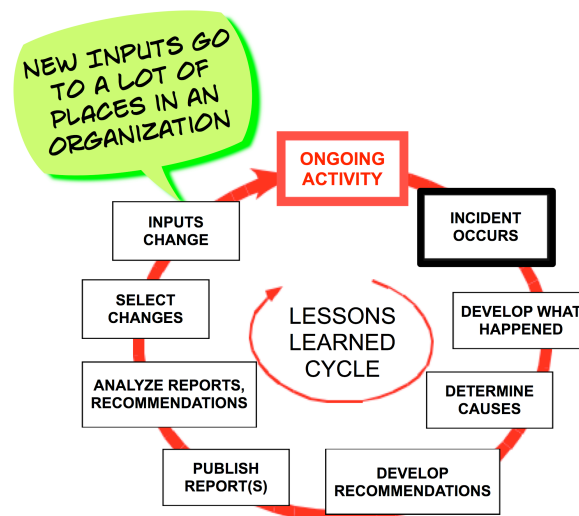 NEW INPUTS GO
TO A LOT OF
PLACES IN AN
ORGANIZATION
ONGOING
ACTIVITY
INCIDENT
OCCURS
DEVELOP WHAT
HAPPENED
DETERMINE
CAUSES
DEVELOP
RECOMMENDATIONS
PUBLISH
REPORT(S)
ANALYZE REPORTS,
RECOMMENDATIONS
SELECT
CHANGES
INPUTS
CHANGE
LESSONS
LEARNED
CYCLE